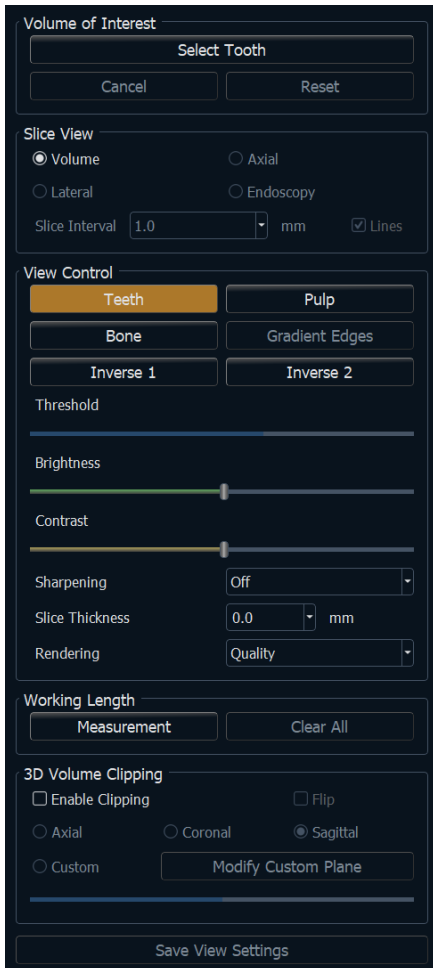 Volume of Interest
Select Tooth
Cancel Reset
Slice View
Volume Axial
Lateral Endoscopy
Slice Interval 1.0 mm Lines
View Control
Teeth Pulp
Bone Gradient Edges
Inverse 1 Inverse 2
Threshold
Brightness
Contrast
Sharpening Off
Slice Thickness 0.0 mm
Rendering Quality
Working Length
Measurement Clear All
3D Volume Clipping
Enable Clipping Flip
Axial Coronal Sagittal
Custom Modify Custom Plane
Save View Settings